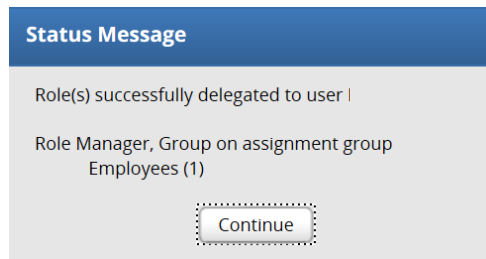 Status Message
Role(s) successfully delegated to user
Role Manager, Group on assignment group
Employees (1)
Continue